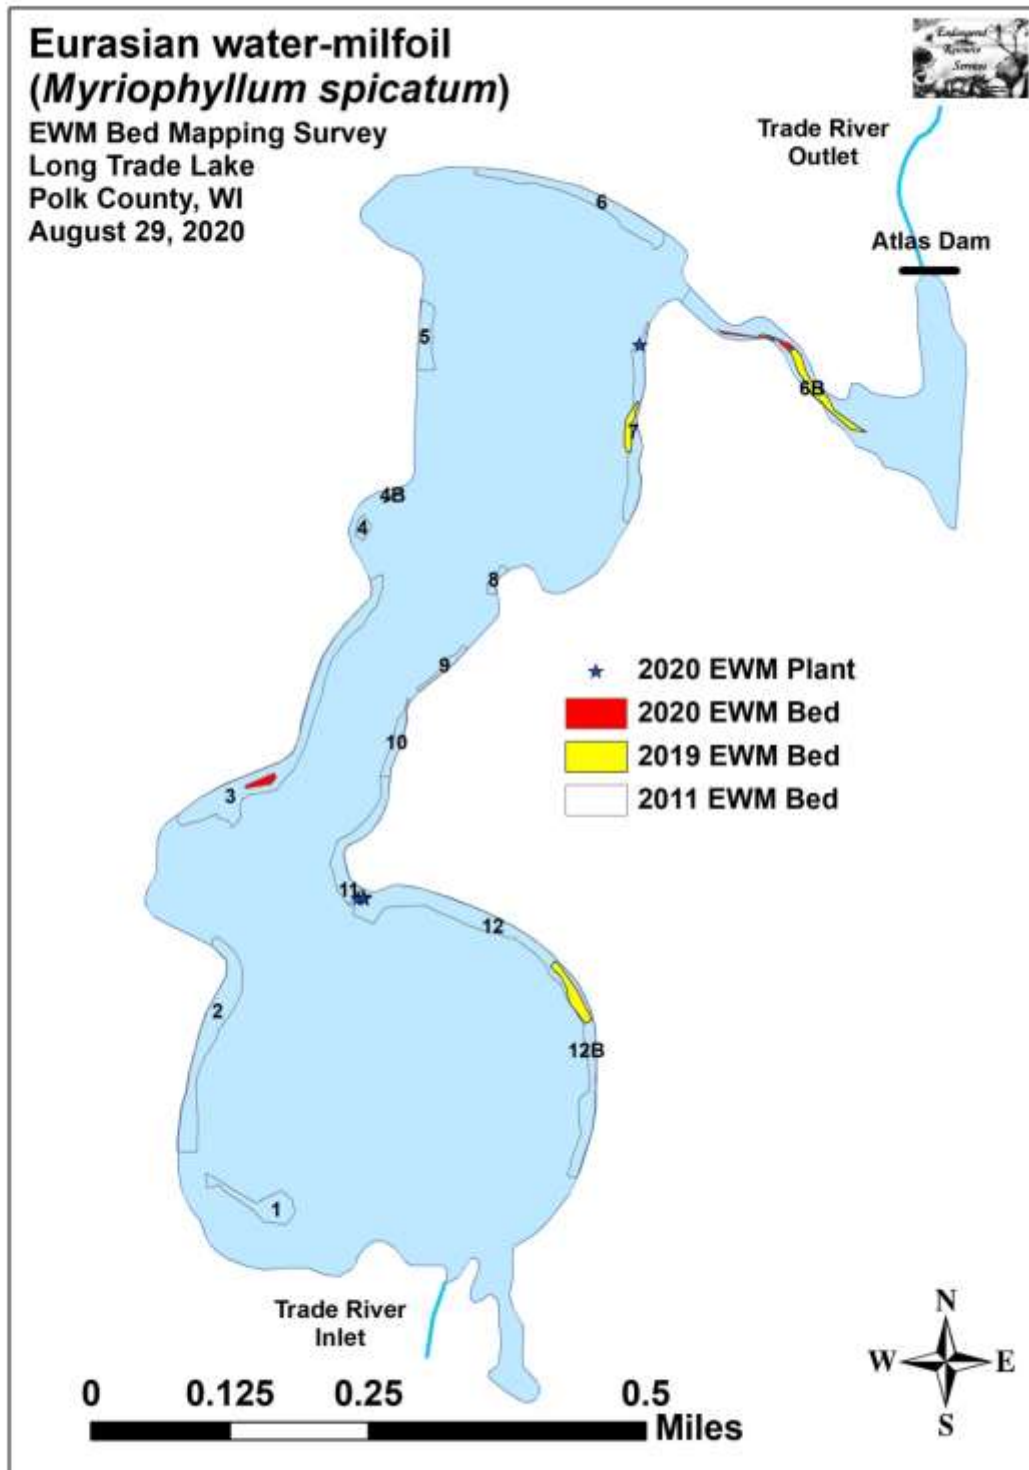 Eurasian water-milfoil
(Myriophyllum spicatum)
EWM Bed Mapping Survey
Long Trade Lake
Polk County, WI
August 29, 2020
Endangered
Resource
Services
Trade River
Outlet
Atlas Dam
6
5
6B
7
4B
4
8
9
10
3
11
12
2
12B
1
2020 EWM Plant
2020 EWM Bed
2019 EWM Bed
2011 EWM Bed
Trade River
Inlet
N
W E
S
0 0.125 0.25 0.5
Miles